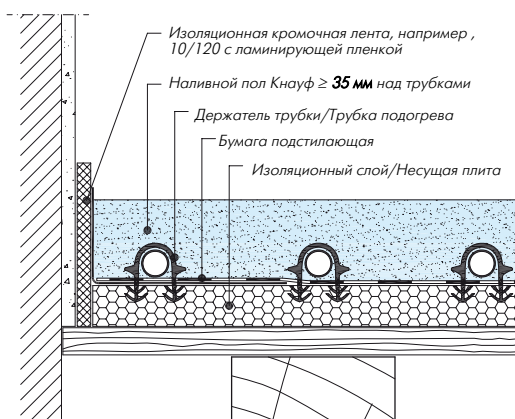 Изоляционная кромочная лента, например ,
10/120 с ламинирующей пленкой
Наливной пол Кнауф ≥ 35 мм над трубками
Держатель трубки/Трубка подогрева
Бумага подстилающая
Изоляционный слой/Несущая плита